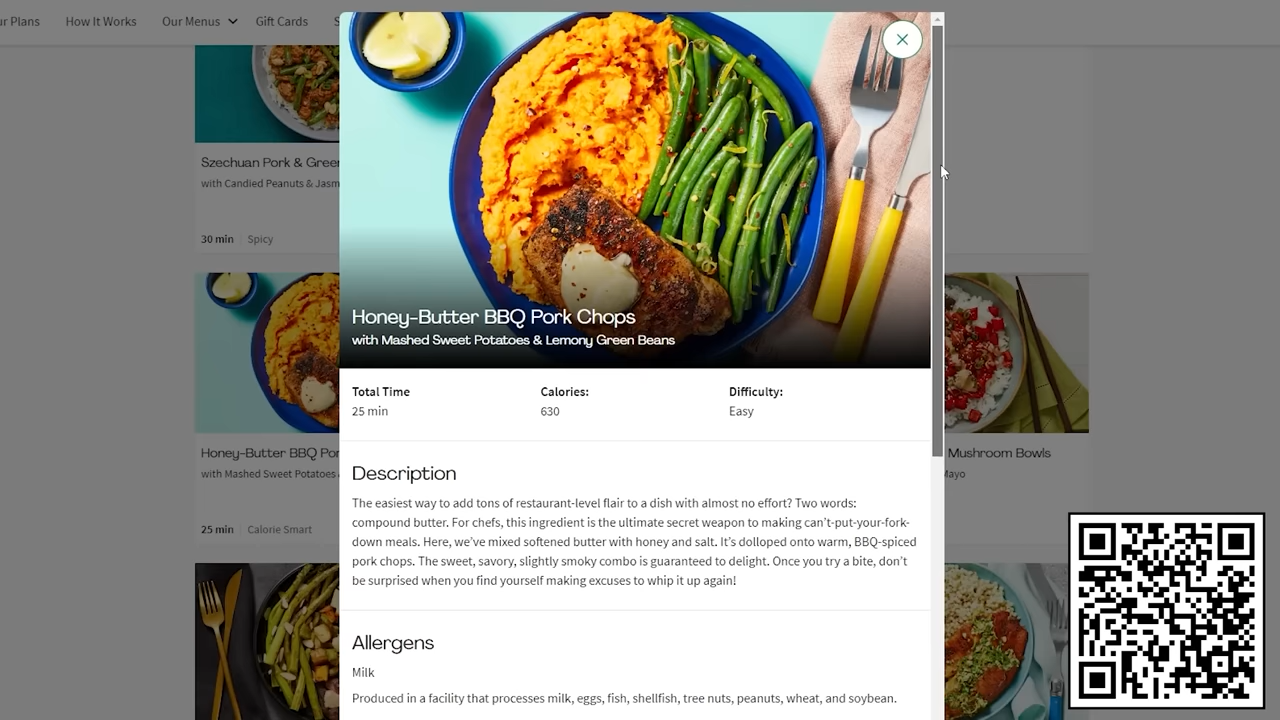 ur Plans
How It Works
Our Menus
Gift Cards
S
Szechuan Pork & Green
with Candied Peanuts & Jasm
30 min
Spicy
Honey-Butter BBQ Por
with Mashed Sweet Potatoes &
25 min
Calorie Smart
Mushroom Bowls
Mayo
Honey-Butter BBQ Pork Chops
with Mashed Sweet Potatoes & Lemony Green Beans
Total Time
25 min
Calories:
630
Difficulty:
Easy
Description
The easiest way to add tons of restaurant-level flair to a dish with almost no effort? Two words:
compound butter. For chefs, this ingredient is the ultimate secret weapon to making can’t-put-your-fork-
down meals. Here, we’ve mixed softened butter with honey and salt. It’s dolloped onto warm, BBQ-spiced
pork chops. The sweet, savory, slightly smoky combo is guaranteed to delight. Once you try a bite, don’t
be surprised when you find yourself making excuses to whip it up again!
Allergens
Milk
Produced in a facility that processes milk, eggs, fish, shellfish, tree nuts, peanuts, wheat, and soybean.